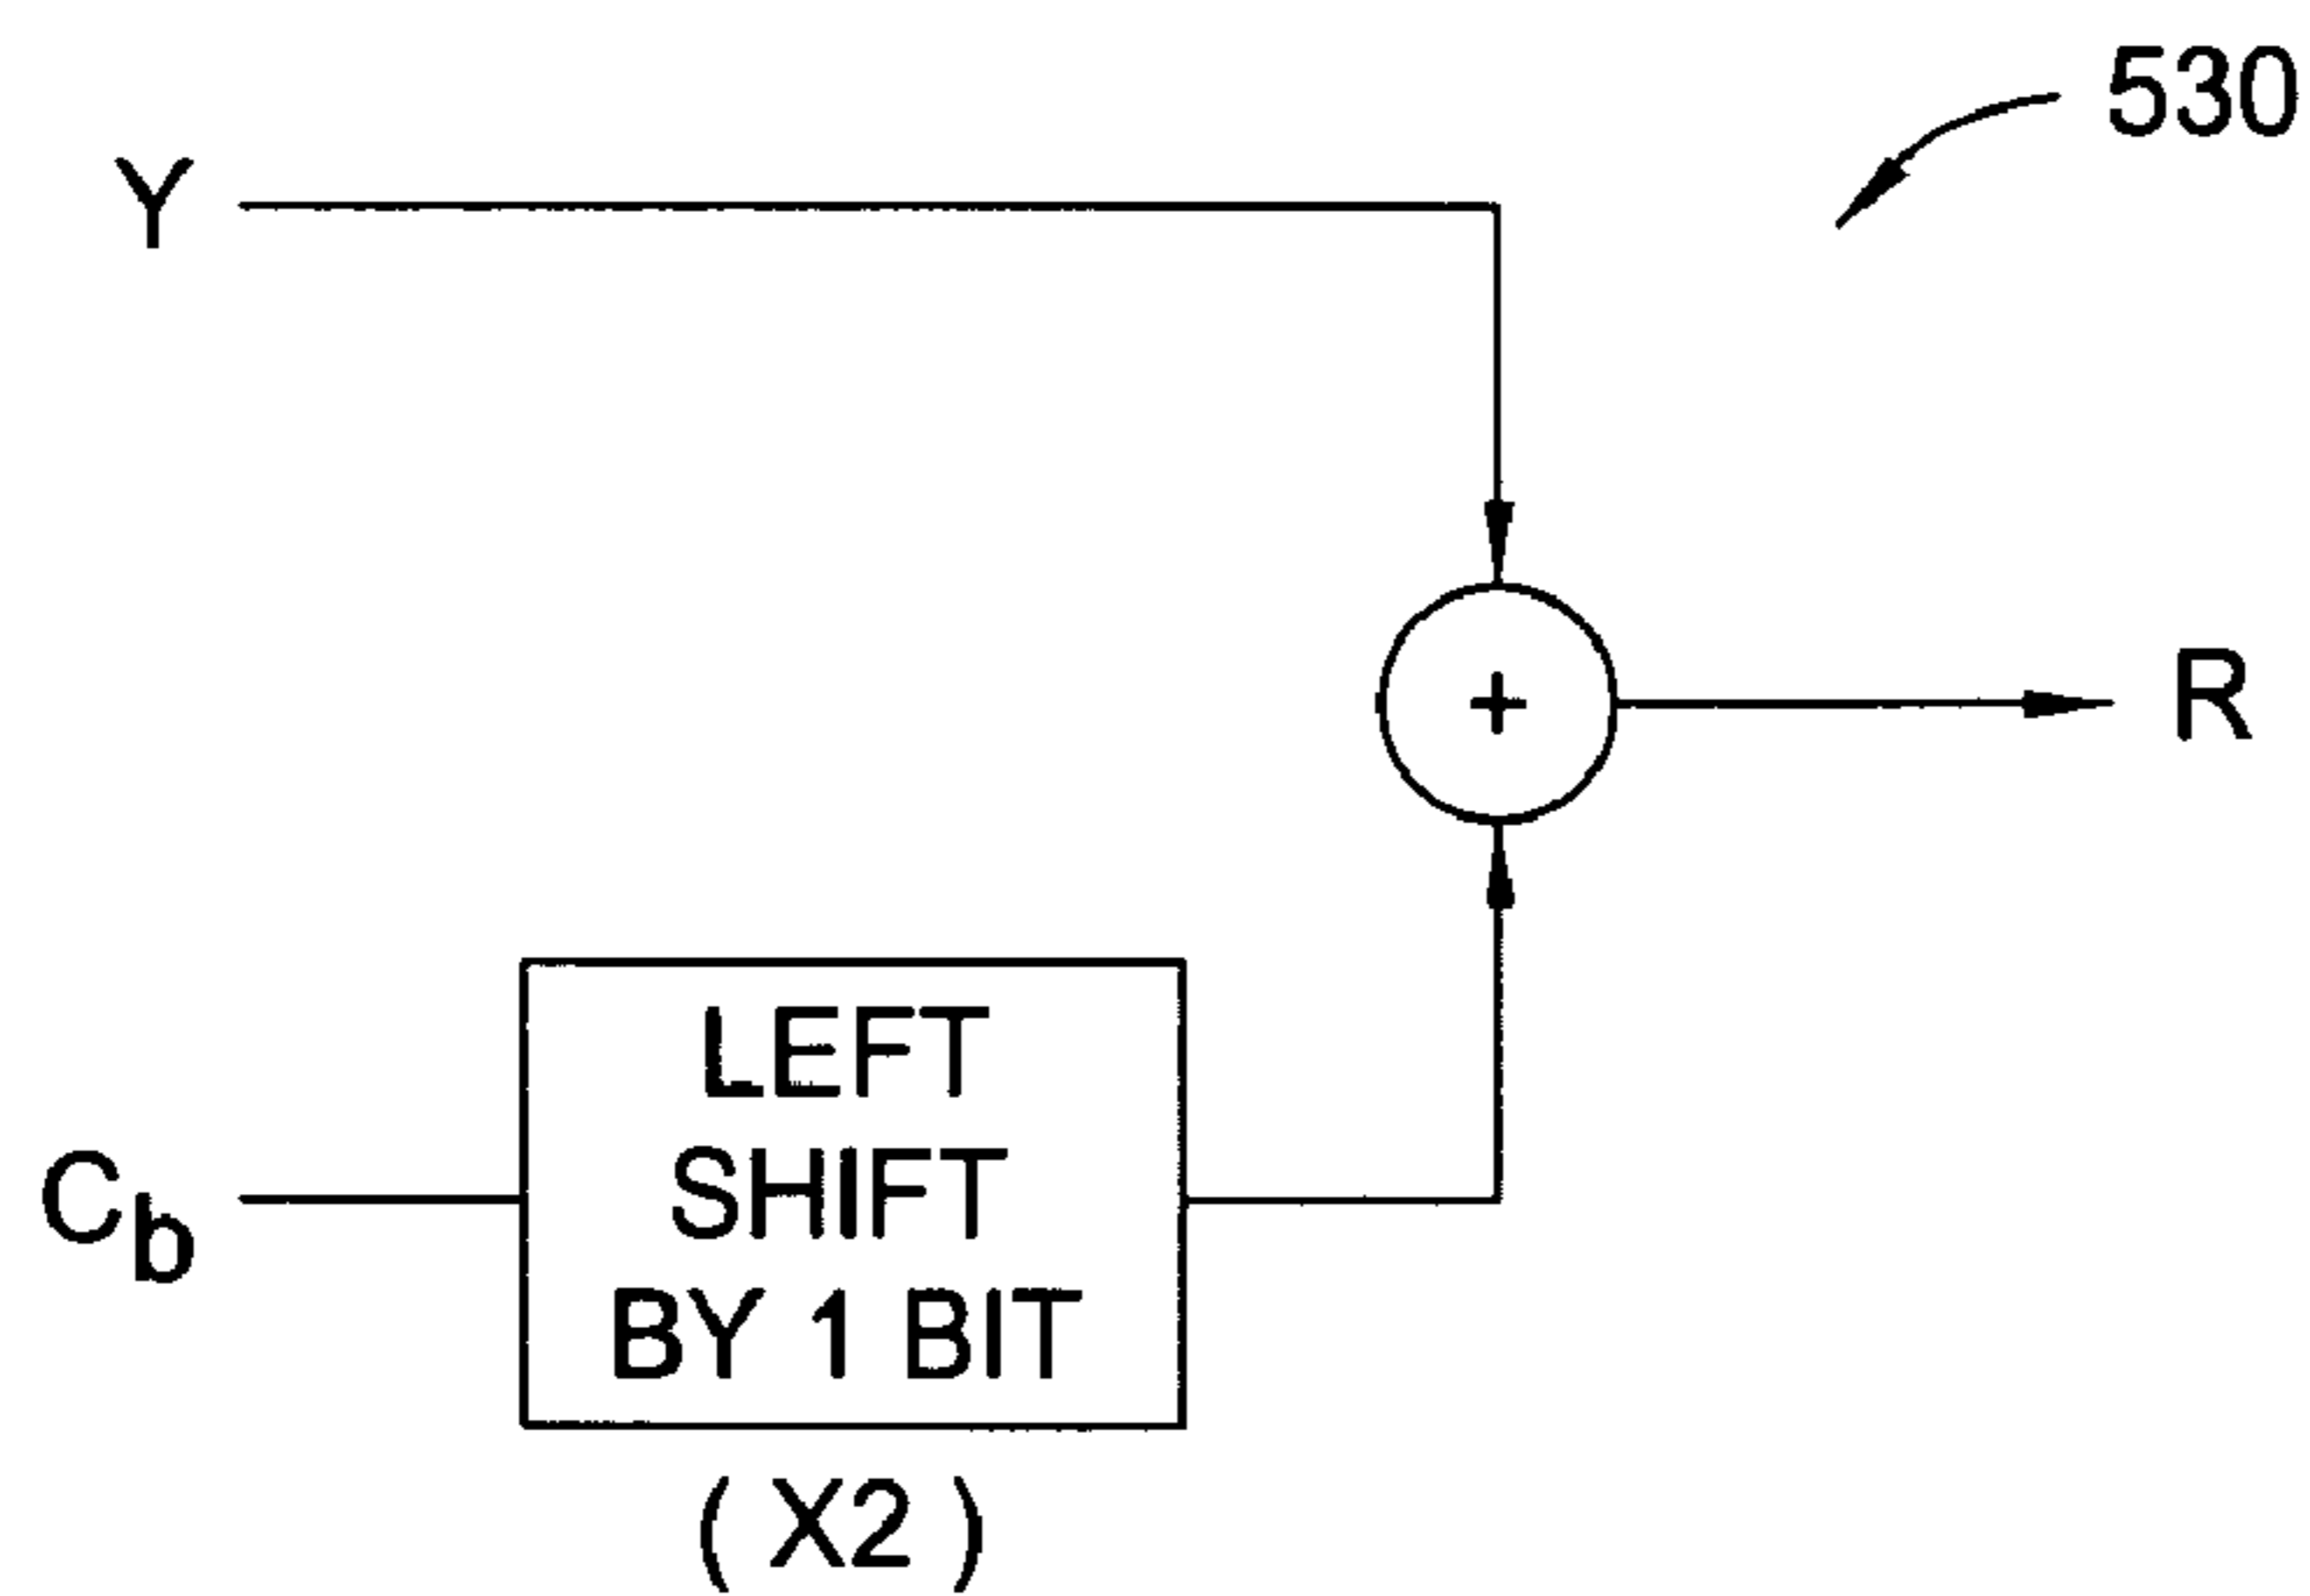 530
Y
+
R
LEFT
SHIFT
BY 1 BIT
Cb
( X2 )